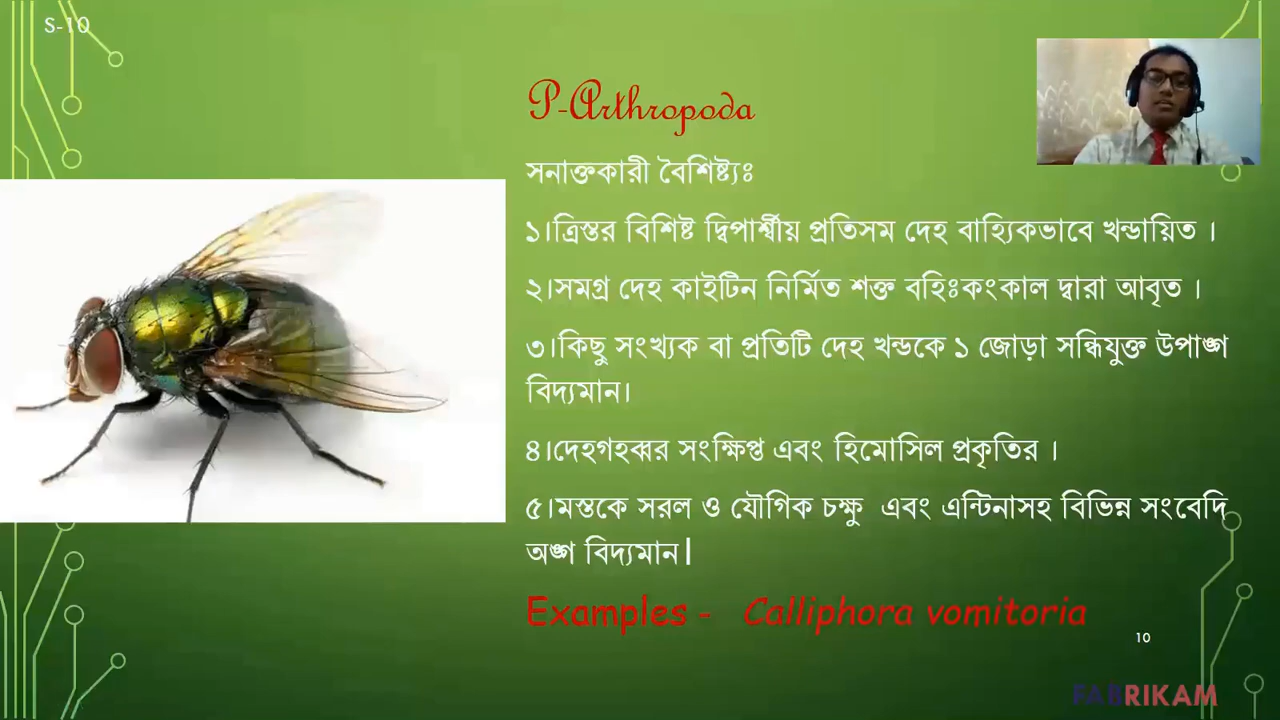 S-10
P-Arthropoda
সনাক্তকারী বৈশিষ্ট্যঃ
১।ত্রিস্তর বিশিষ্ট দ্বিপার্শ্বীয় প্রতিসম দেহ বাহ্যিকভাবে খন্ডায়িত ।
২।সমগ্র দেহ কাইটিন নির্মিত শক্ত বহিঃকংকাল দ্বারা আবৃত ।
৩।কিছু সংখ্যক বা প্রতিটি দেহ খন্ডকে ১ জোড়া সন্ধিযুক্ত উপাঙ্গ
বিদ্যমান।
৪।দেহগহব্বর সংক্ষিপ্ত এবং হিমোসিল প্রকৃতির ।
৫।মস্তকে সরল ও যৌগিক চক্ষু এবং এন্টিনাসহ বিভিন্ন সংবেদি
অঙ্গ বিদ্যমান|
Examples - Calliphora vomitoria
10
FABRIKAM